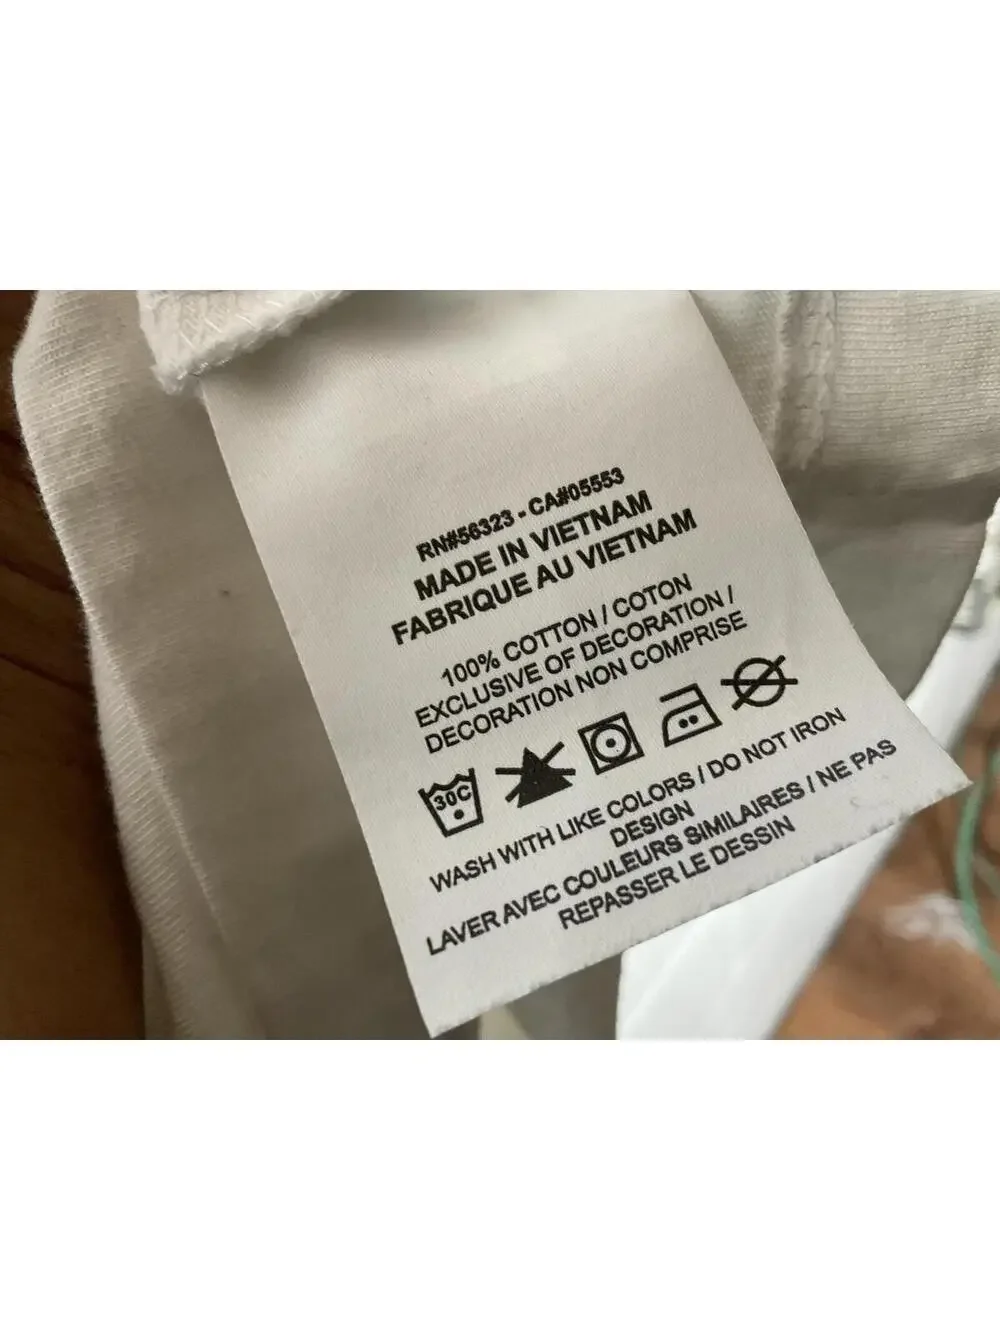 RN#56323 - CA#05553
MADE IN VIETNAM
FABRIQUE AU VIETNAM
100% COTTON / COTON
EXCLUSIVE OF DECORATION /
DECORATION NON COMPRISE
30C
WASH WITH LIKE COLORS / DO NOT IRON
DESIGN
LAVER AVEC COULEURS SIMILAIRES / NE PAS
REPASSER LE DESSIN